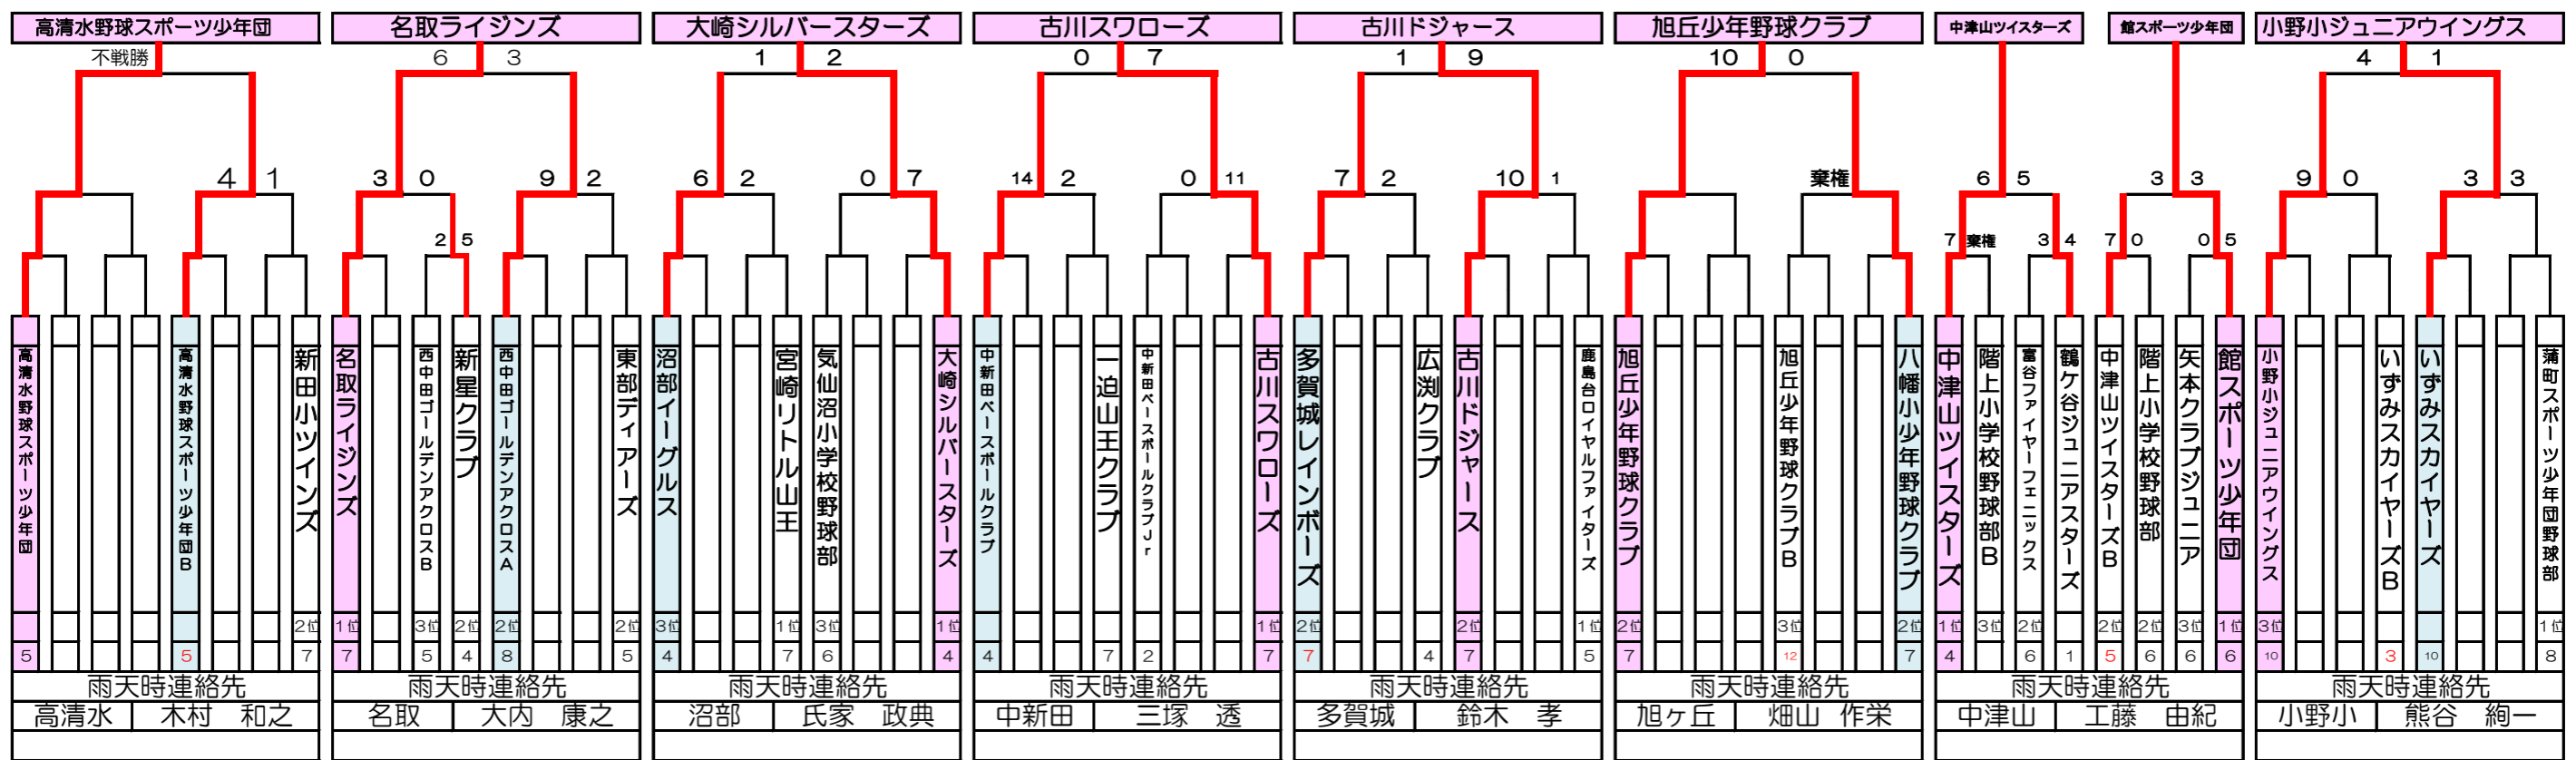 高清水野球スポーツ少年団 名取ライジンズ 大崎シルバースターズ 古川スワローズ 古川ドジャース 旭丘少年野球クラブ 中津山ツイスターズ 館スポーツ少年団 小野小ジュニアウイングス
不戦勝 6 3 1 2 0 7 1 9 10 0 4 1
4 1 3 0 9 2 6 2 0 7 14 2 0 11 7 2 10 1 棄権 6 5 3 3 9 0 3 3
2 5 7 棄権 3 4 7 0 0 5
高清水野球スポーツ少年団
高清水野球スポーツ少年団B
新田小ツインズ
名取ライジンズ
西中田ゴールデンアクロスB
新星クラブ
西中田ゴールデンアクロスA
東部ディアーズ
沼部イーグルス
宮崎リトル山王
気仙沼小学校野球部
大崎シルバースターズ
中新田ベースボールクラブ
一迫山王クラブ
中新田ベースボールクラブJr
古川スワローズ
多賀城レインボーズ
広渕クラブ
古川ドジャース
鹿島台ロイヤルファイターズ
旭丘少年野球クラブ
旭丘少年野球クラブB
八幡小少年野球クラブ
中津山ツイスターズ
階上小学校野球部B
富谷ファイヤーフェニックス
鶴ケ谷ジュニアスターズ
中津山ツイスターズB
階上小学校野球部
矢本クラブジュニア
館スポーツ少年団
小野小ジュニアウイングス
いずみスカイヤーズB
いずみスカイヤーズ
蒲町スポーツ少年団野球部
2位 1位 3位 2位 2位 2位 3位 1位 3位 1位 1位 2位 2位 1位 2位 3位 2位 1位 3位 2位 1位 2位 2位 3位 1位 3位 1位
5 5 7 7 5 4 8 5 4 7 6 4 4 7 2 7 7 4 7 5 7 12 7 4 6 1 5 6 6 6 10 3 10 8
雨天時連絡先 雨天時連絡先 雨天時連絡先 雨天時連絡先 雨天時連絡先 雨天時連絡先 雨天時連絡先 雨天時連絡先
高清水 木村 和之 名取 大内 康之 沼部 氏家 政典 中新田 三塚 透 多賀城 鈴木 孝 旭ヶ丘 畑山 作栄 中津山 工藤 由紀 小野小 熊谷 絢一